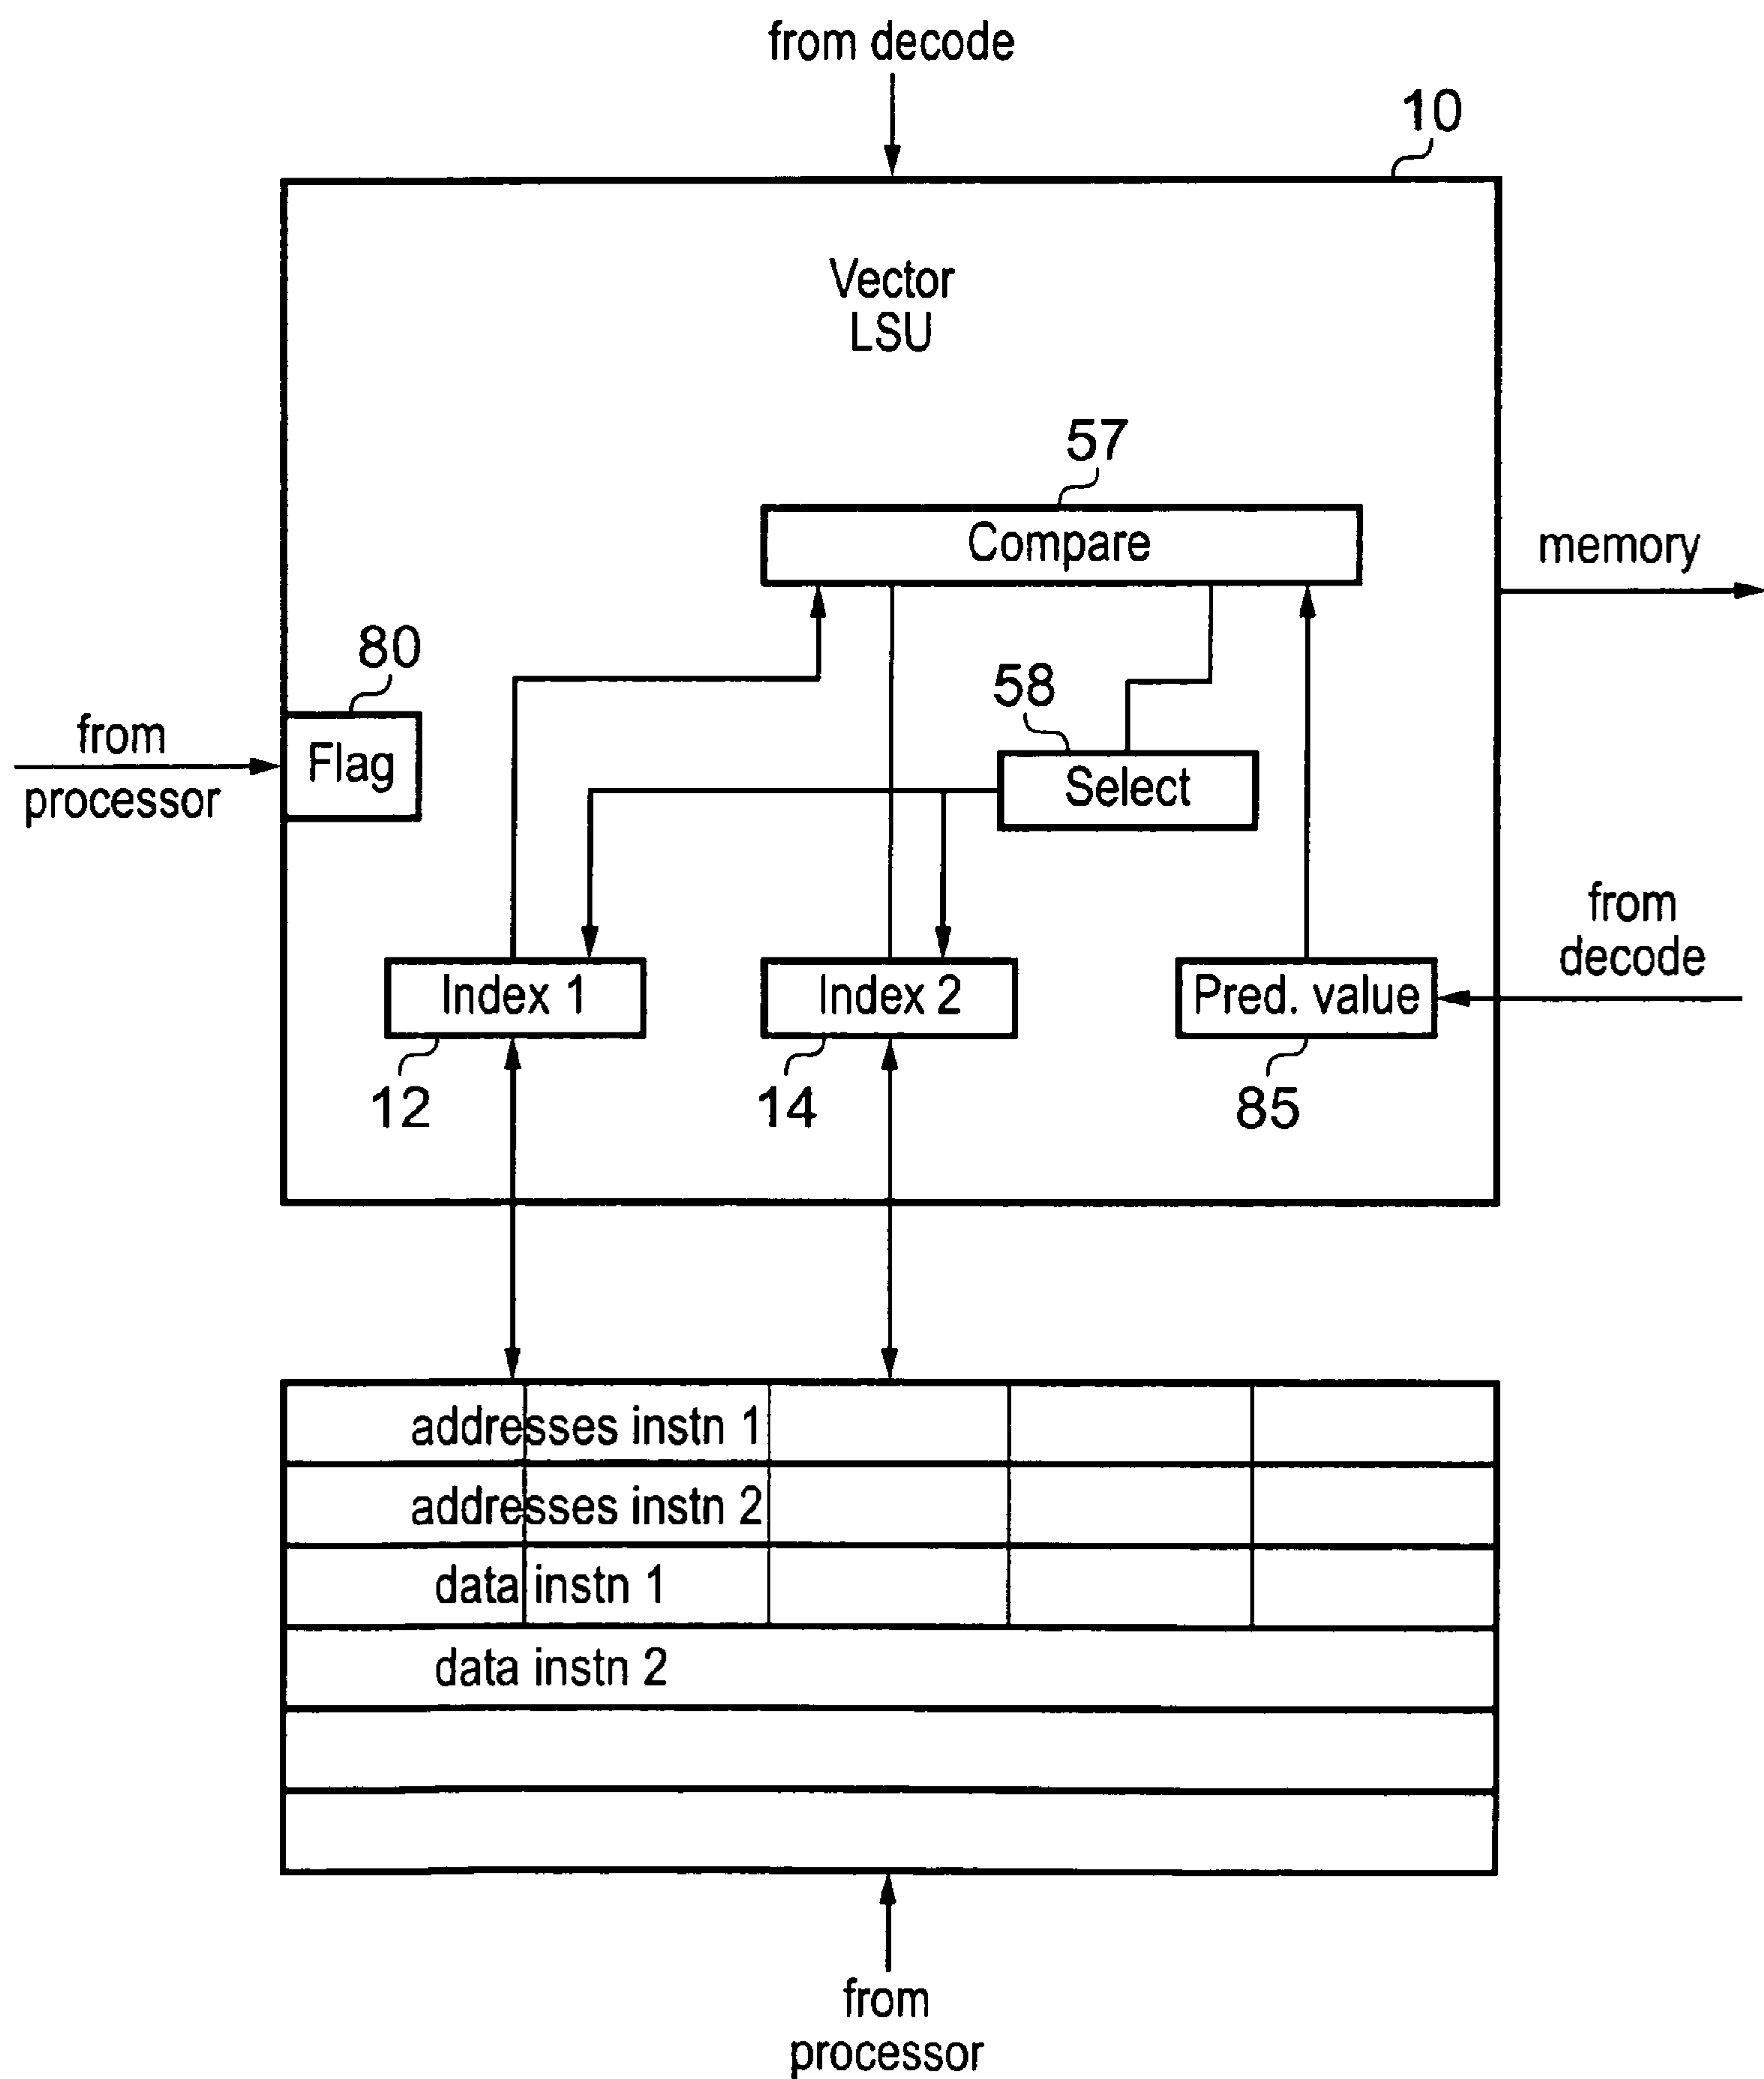 from decode
10
Vector
LSU
57
Compare
memory
80
58
from
processor
Flag
Select
from
decode
Index 1
Index 2
Pred. value
12
14
85
addresses instn 1
addresses instn 2
data instn 1
data instn 2
from
processor